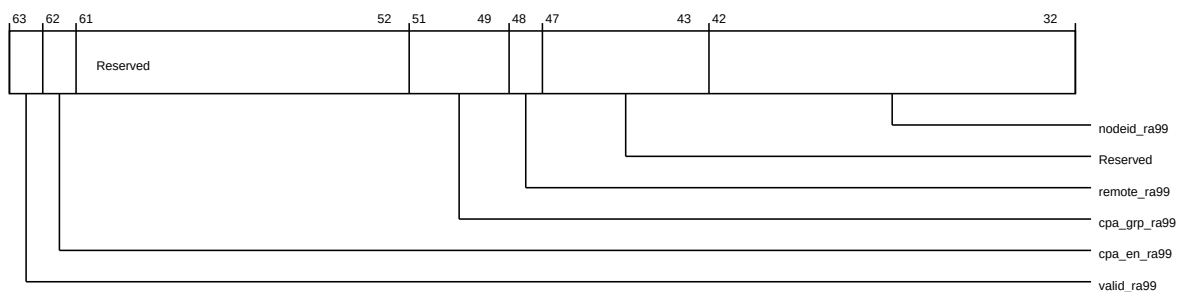 63 62 61 52 51 49 48 47 43 42 32
Reserved
nodeid_ra99
Reserved
remote_ra99
cpa_grp_ra99
cpa_en_ra99
valid_ra99